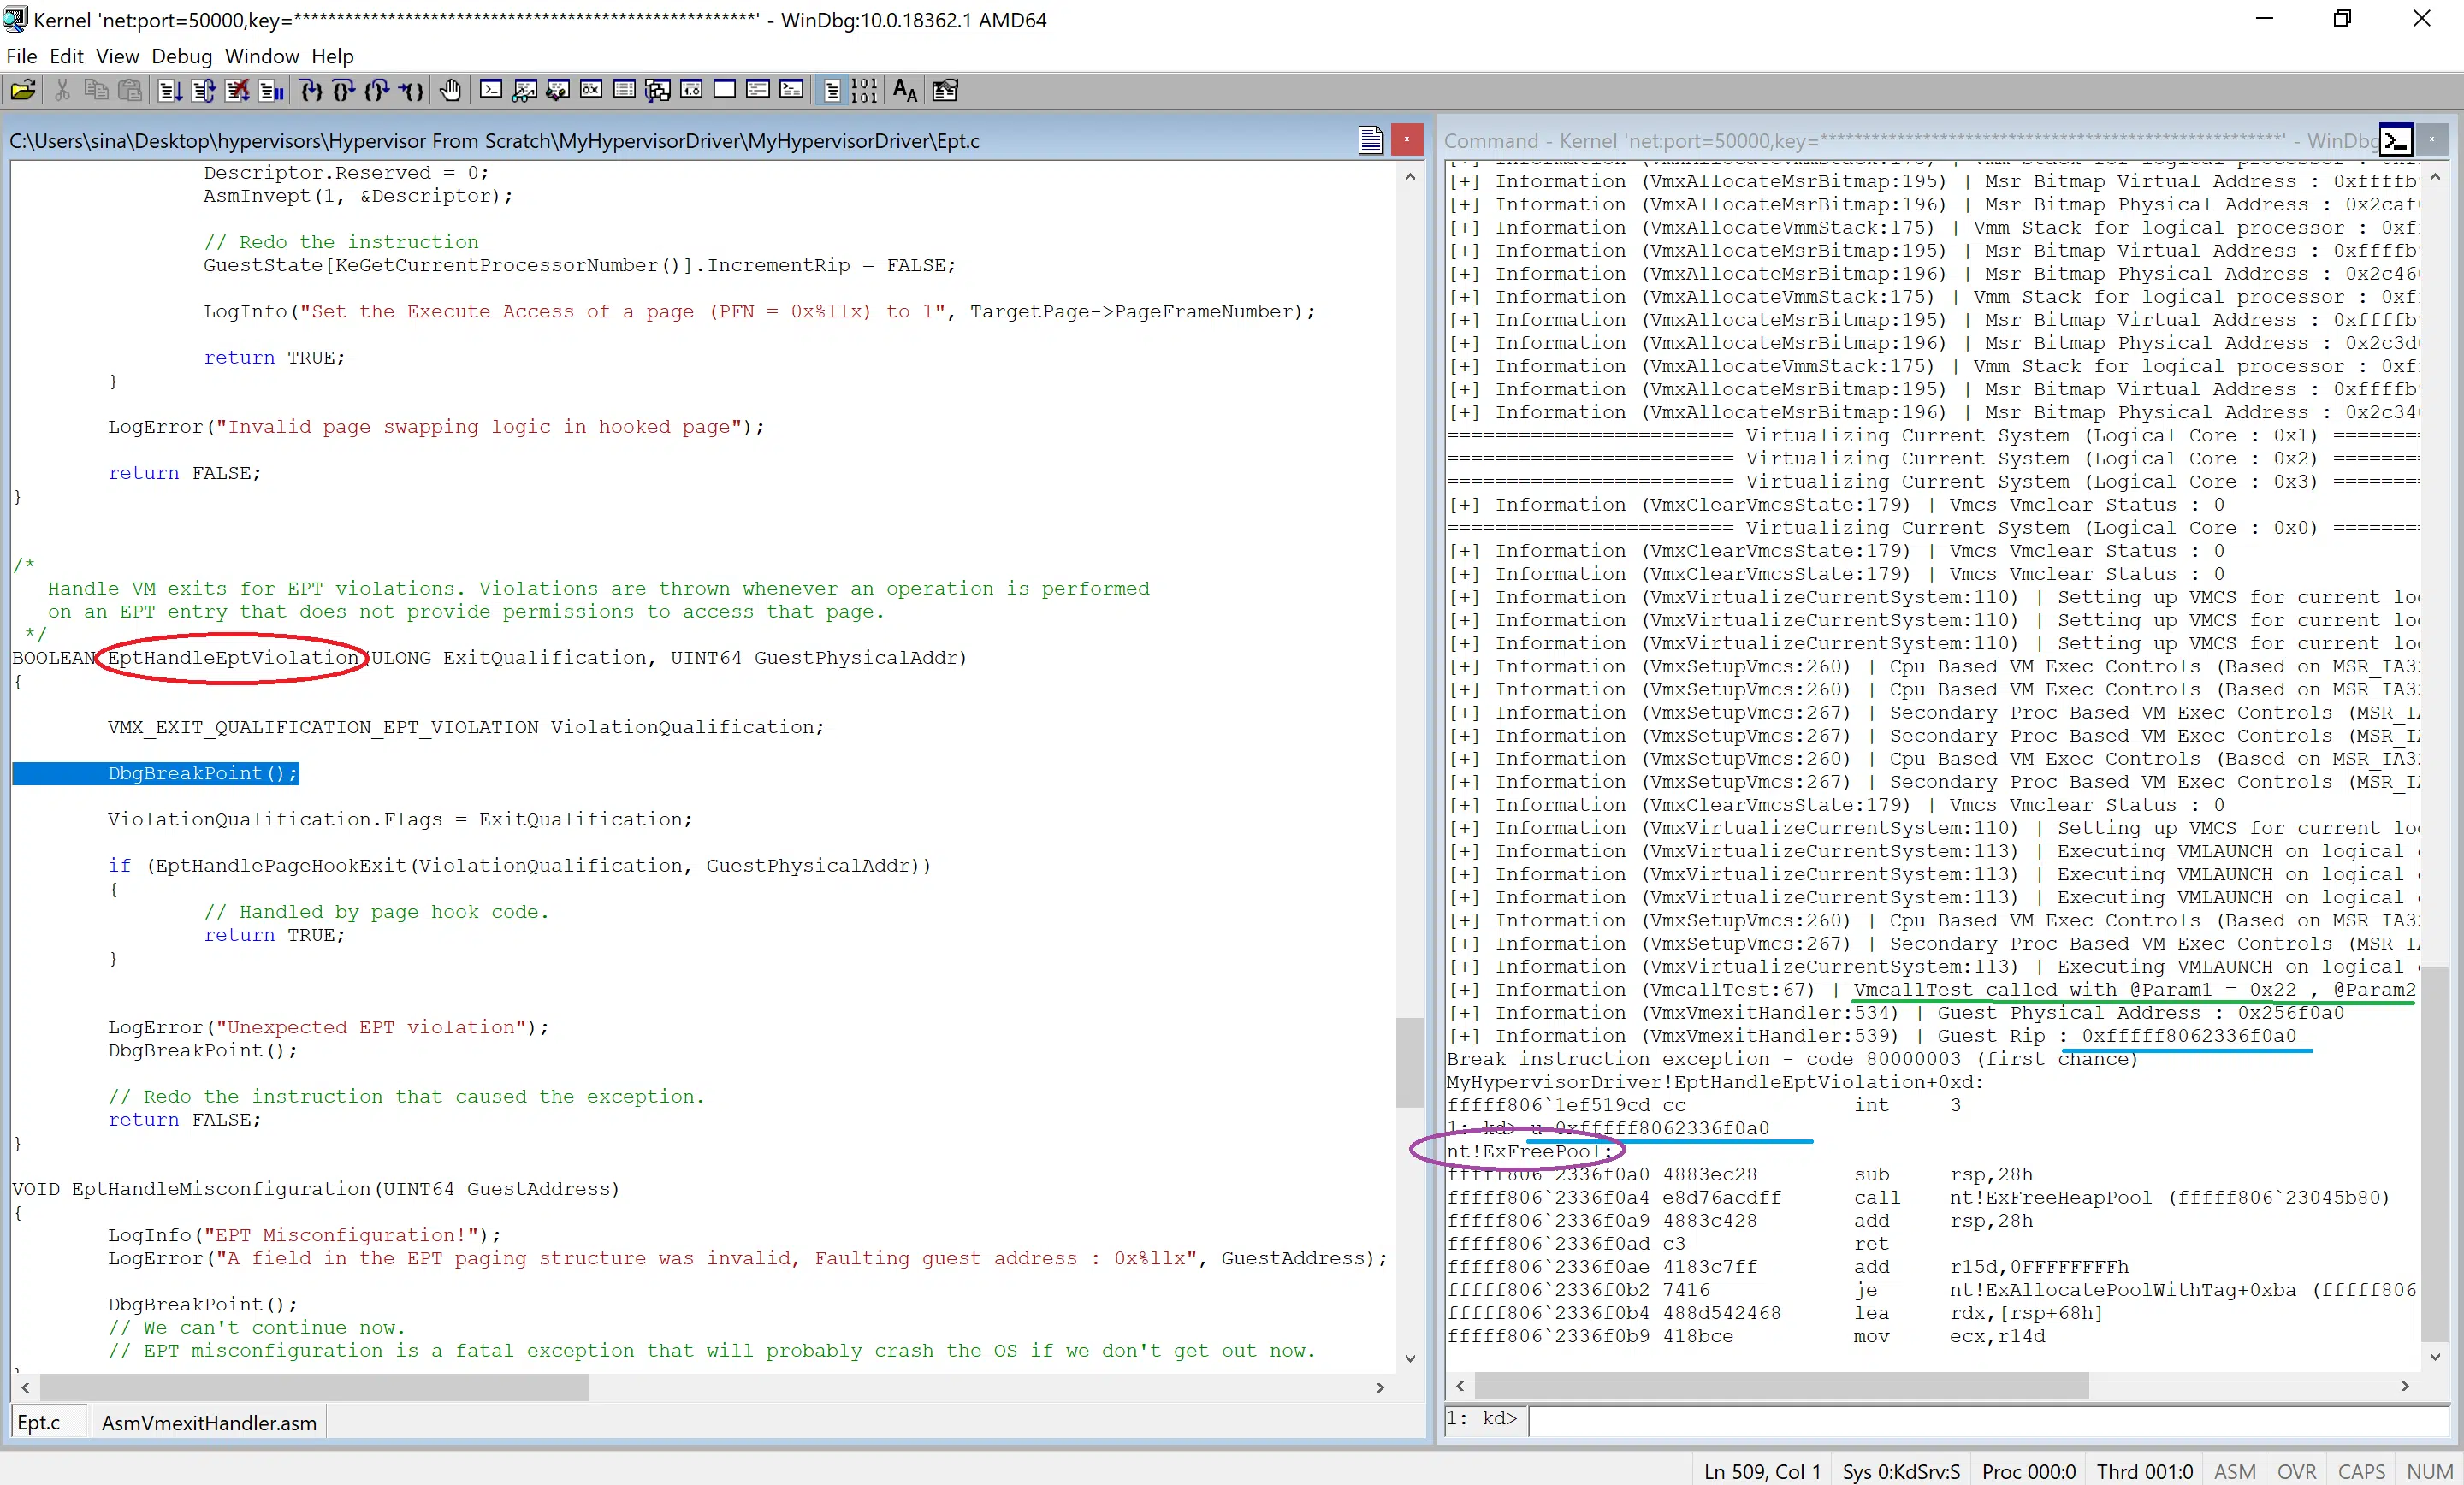 Kernel 'net:port=50000,key=****************************************************' - WinDbg:10.0.18362.1 AMD64
File Edit View Debug Window Help
C:\Users\sina\Desktop\hypervisors\Hypervisor From Scratch\MyHypervisorDriver\MyHypervisorDriver\Ept.c
Descriptor.Reserved = 0;
AsmInvept(1, &Descriptor);
// Redo the instruction
GuestState[KeGetCurrentProcessorNumber()].IncrementRip = FALSE;
LogInfo("Set the Execute Access of a page (PFN = 0x%llx) to 1", TargetPage->PageFrameNumber);
return TRUE;
}
LogError("Invalid page swapping logic in hooked page");
return FALSE;
}
/*
Handle VM exits for EPT violations. Violations are thrown whenever an operation is performed
on an EPT entry that does not provide permissions to access that page.
*/
BOOLEAN EptHandleEptViolation(ULONG ExitQualification, UINT64 GuestPhysicalAddr)
{
VMX_EXIT_QUALIFICATION_EPT_VIOLATION ViolationQualification;
DbgBreakPoint();
ViolationQualification.Flags = ExitQualification;
if (EptHandlePageHookExit(ViolationQualification, GuestPhysicalAddr))
{
// Handled by page hook code.
return TRUE;
}
LogError("Unexpected EPT violation");
DbgBreakPoint();
// Redo the instruction that caused the exception.
return FALSE;
}
VOID EptHandleMisconfiguration(UINT64 GuestAddress)
{
LogInfo("EPT Misconfiguration!");
LogError("A field in the EPT paging structure was invalid, Faulting guest address : 0x%llx", GuestAddress);
DbgBreakPoint();
// We can't continue now.
// EPT misconfiguration is a fatal exception that will probably crash the OS if we don't get out now.
Ept.c
AsmVmexitHandler.asm
Command - Kernel 'net:port=50000,key=****************************************************' - WinDbg
[+] Information (VmxAllocateMsrBitmap:195) | Msr Bitmap Virtual Address : 0xffffb
[+] Information (VmxAllocateMsrBitmap:196) | Msr Bitmap Physical Address : 0x2caf
[+] Information (VmxAllocateVmmStack:175) | Vmm Stack for logical processor : 0xf
[+] Information (VmxAllocateMsrBitmap:195) | Msr Bitmap Virtual Address : 0xffffb
[+] Information (VmxAllocateMsrBitmap:196) | Msr Bitmap Physical Address : 0x2c46
[+] Information (VmxAllocateVmmStack:175) | Vmm Stack for logical processor : 0xf
[+] Information (VmxAllocateMsrBitmap:195) | Msr Bitmap Virtual Address : 0xffffb
[+] Information (VmxAllocateMsrBitmap:196) | Msr Bitmap Physical Address : 0x2c3d
[+] Information (VmxAllocateVmmStack:175) | Vmm Stack for logical processor : 0xf
[+] Information (VmxAllocateMsrBitmap:195) | Msr Bitmap Virtual Address : 0xffffb
[+] Information (VmxAllocateMsrBitmap:196) | Msr Bitmap Physical Address : 0x2c34
======================== Virtualizing Current System (Logical Core : 0x1) =======
======================== Virtualizing Current System (Logical Core : 0x2) =======
======================== Virtualizing Current System (Logical Core : 0x3) =======
[+] Information (VmxClearVmcsState:179) | Vmcs Vmclear Status : 0
======================== Virtualizing Current System (Logical Core : 0x0) =======
[+] Information (VmxClearVmcsState:179) | Vmcs Vmclear Status : 0
[+] Information (VmxClearVmcsState:179) | Vmcs Vmclear Status : 0
[+] Information (VmxVirtualizeCurrentSystem:110) | Setting up VMCS for current lo
[+] Information (VmxVirtualizeCurrentSystem:110) | Setting up VMCS for current lo
[+] Information (VmxVirtualizeCurrentSystem:110) | Setting up VMCS for current lo
[+] Information (VmxSetupVmcs:260) | Cpu Based VM Exec Controls (Based on MSR_IA3
[+] Information (VmxSetupVmcs:260) | Cpu Based VM Exec Controls (Based on MSR_IA3
[+] Information (VmxSetupVmcs:267) | Secondary Proc Based VM Exec Controls (MSR_I
[+] Information (VmxSetupVmcs:267) | Secondary Proc Based VM Exec Controls (MSR_I
[+] Information (VmxSetupVmcs:260) | Cpu Based VM Exec Controls (Based on MSR_IA3
[+] Information (VmxSetupVmcs:267) | Secondary Proc Based VM Exec Controls (MSR_I
[+] Information (VmxClearVmcsState:179) | Vmcs Vmclear Status : 0
[+] Information (VmxVirtualizeCurrentSystem:110) | Setting up VMCS for current lo
[+] Information (VmxVirtualizeCurrentSystem:113) | Executing VMLAUNCH on logical
[+] Information (VmxVirtualizeCurrentSystem:113) | Executing VMLAUNCH on logical
[+] Information (VmxVirtualizeCurrentSystem:113) | Executing VMLAUNCH on logical
[+] Information (VmxSetupVmcs:260) | Cpu Based VM Exec Controls (Based on MSR_IA3
[+] Information (VmxSetupVmcs:267) | Secondary Proc Based VM Exec Controls (MSR_I
[+] Information (VmxVirtualizeCurrentSystem:113) | Executing VMLAUNCH on logical
[+] Information (VmcallTest:67) | VmcallTest called with @Param1 = 0x22 , @Param2
[+] Information (VmxVmexitHandler:534) | Guest Physical Address : 0x256f0a0
[+] Information (VmxVmexitHandler:539) | Guest Rip : 0xfffff8062336f0a0
Break instruction exception - code 80000003 (first chance)
MyHypervisorDriver!EptHandleEptViolation+0xd:
fffff806`1ef519cd cc int 3
1: kd> u 0xfffff8062336f0a0
nt!ExFreePool:
fffff806`2336f0a0 4883ec28 sub rsp,28h
fffff806`2336f0a4 e8d76acdff call nt!ExFreeHeapPool (fffff806`23045b80)
fffff806`2336f0a9 4883c428 add rsp,28h
fffff806`2336f0ad c3 ret
fffff806`2336f0ae 4183c7ff add r15d,0FFFFFFFFh
fffff806`2336f0b2 7416 je nt!ExAllocatePoolWithTag+0xba (fffff806
fffff806`2336f0b4 488d542468 lea rdx,[rsp+68h]
fffff806`2336f0b9 418bce mov ecx,r14d
1: kd>
Ln 509, Col 1 Sys 0:KdSrv:S Proc 000:0 Thrd 001:0 ASM OVR CAPS NUM